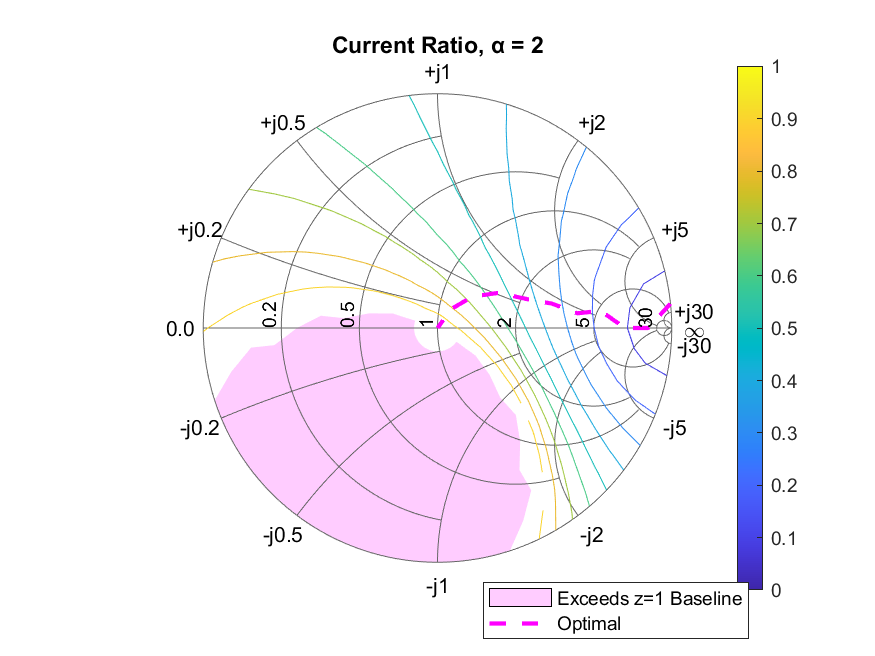 Current Ratio, α = 2
+j1
+j0.5
+j2
+j0.2
+j5
+j30
0.0
0.2
0.5
1
2
5
30
∞
-j30
-j0.2
-j5
-j0.5
-j2
-j1
1
0.9
0.8
0.7
0.6
0.5
0.4
0.3
0.2
0.1
0
Exceeds z=1 Baseline
Optimal